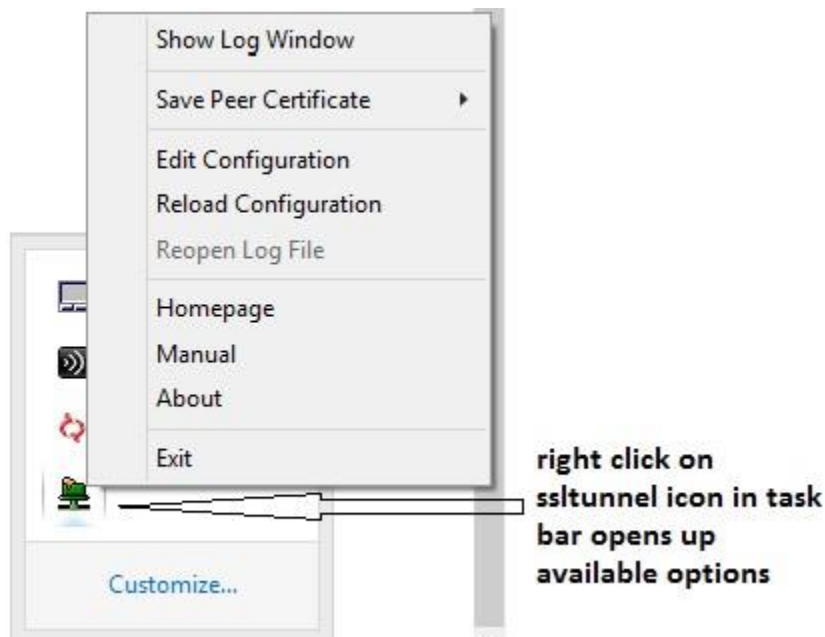 Show Log Window
Save Peer Certificate
Edit Configuration
Reload Configuration
Reopen Log File
Homepage
Manual
About
Exit
Customize...
right click on
ssltunnel icon in task
bar opens up
available options